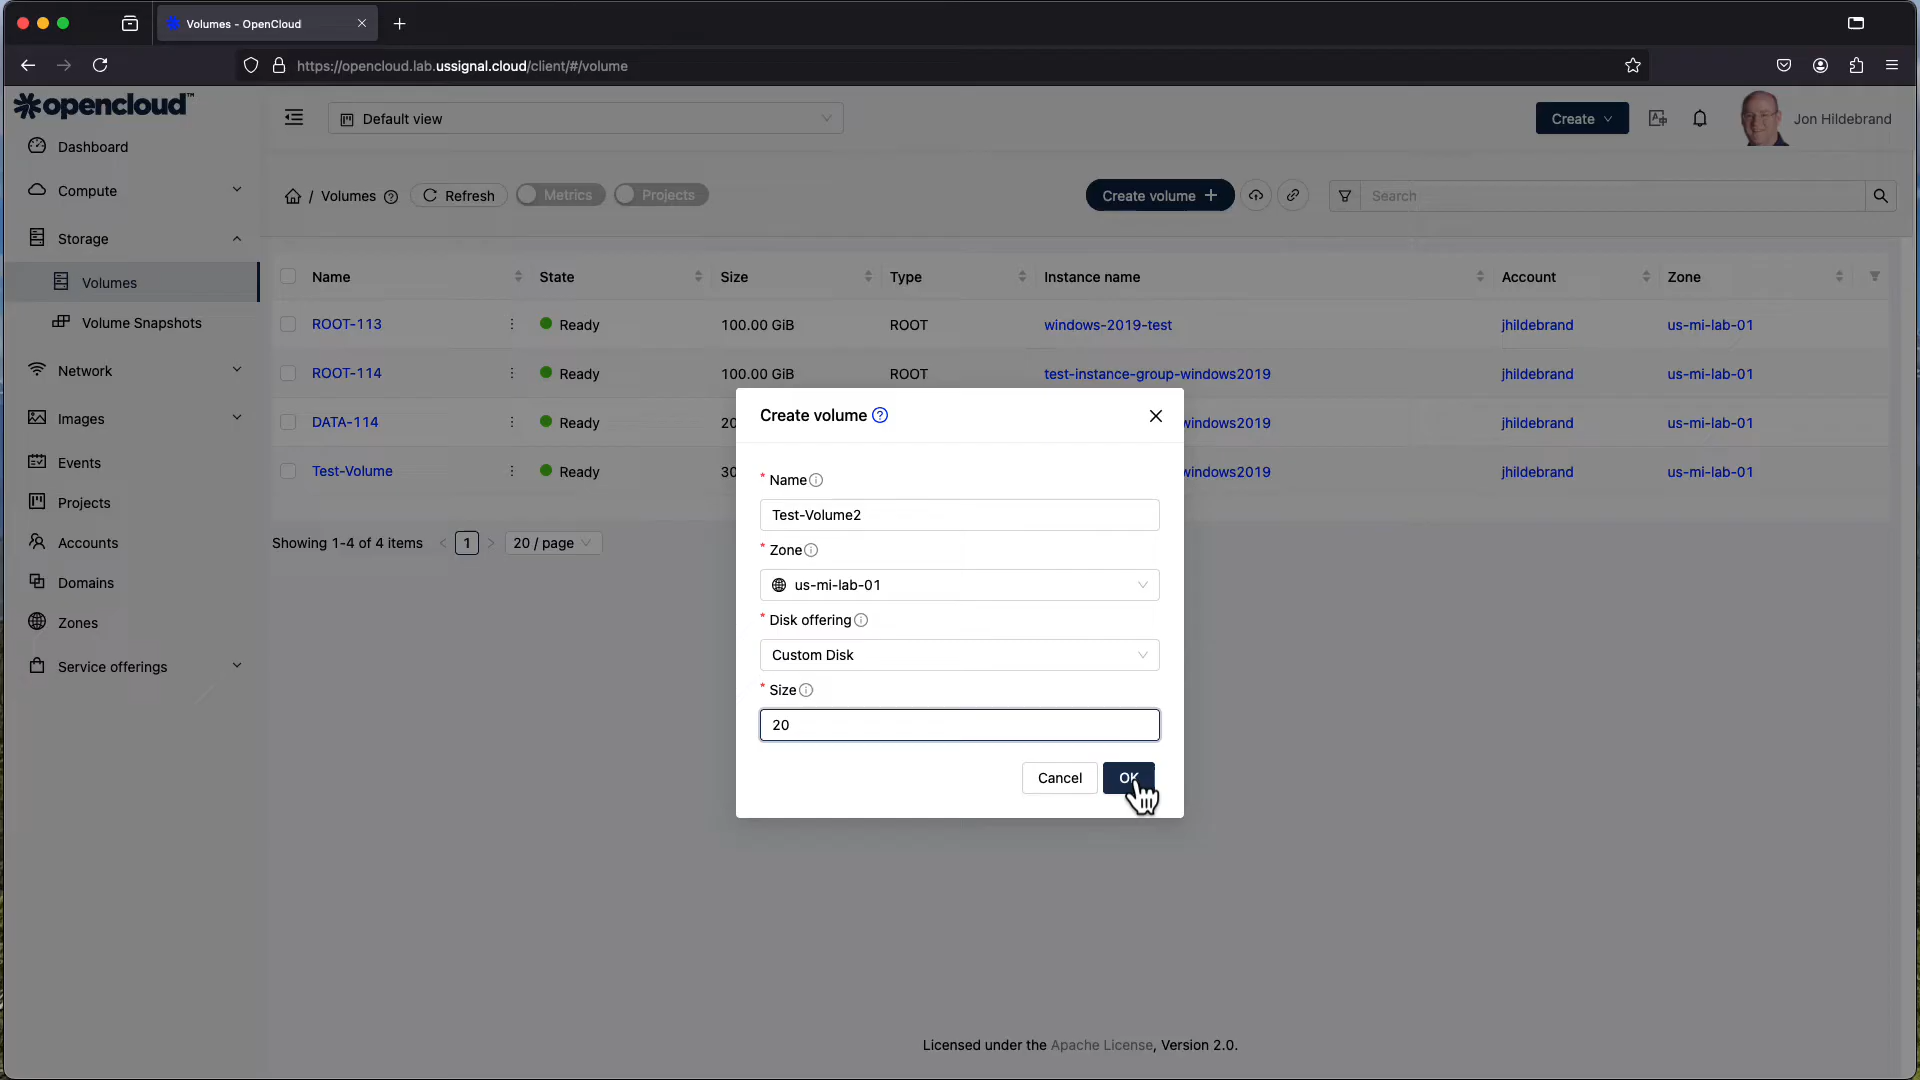 Volumes - OpenCloud
https://opencloud.lab.ussignal.cloud/client/#/volume
opencloud™
Default view
Create
Jon Hildebrand
Dashboard
Compute
Storage
Volumes
Volume Snapshots
Network
Images
Events
Projects
Accounts
Domains
Zones
Service offerings
/ Volumes Refresh Metrics Projects
Create volume +
Search
Name State Size Type Instance name Account Zone
ROOT-113 Ready 100.00 GiB ROOT windows-2019-test jhildebrand us-mi-lab-01
ROOT-114 Ready 100.00 GiB ROOT test-instance-group-windows2019 jhildebrand us-mi-lab-01
DATA-114 Ready 20 windows2019 jhildebrand us-mi-lab-01
Test-Volume Ready 30 windows2019 jhildebrand us-mi-lab-01
Showing 1-4 of 4 items < 1 > 20 / page
Create volume
* Name
Test-Volume2
* Zone
us-mi-lab-01
* Disk offering
Custom Disk
* Size
20
Cancel OK
Licensed under the Apache License, Version 2.0.